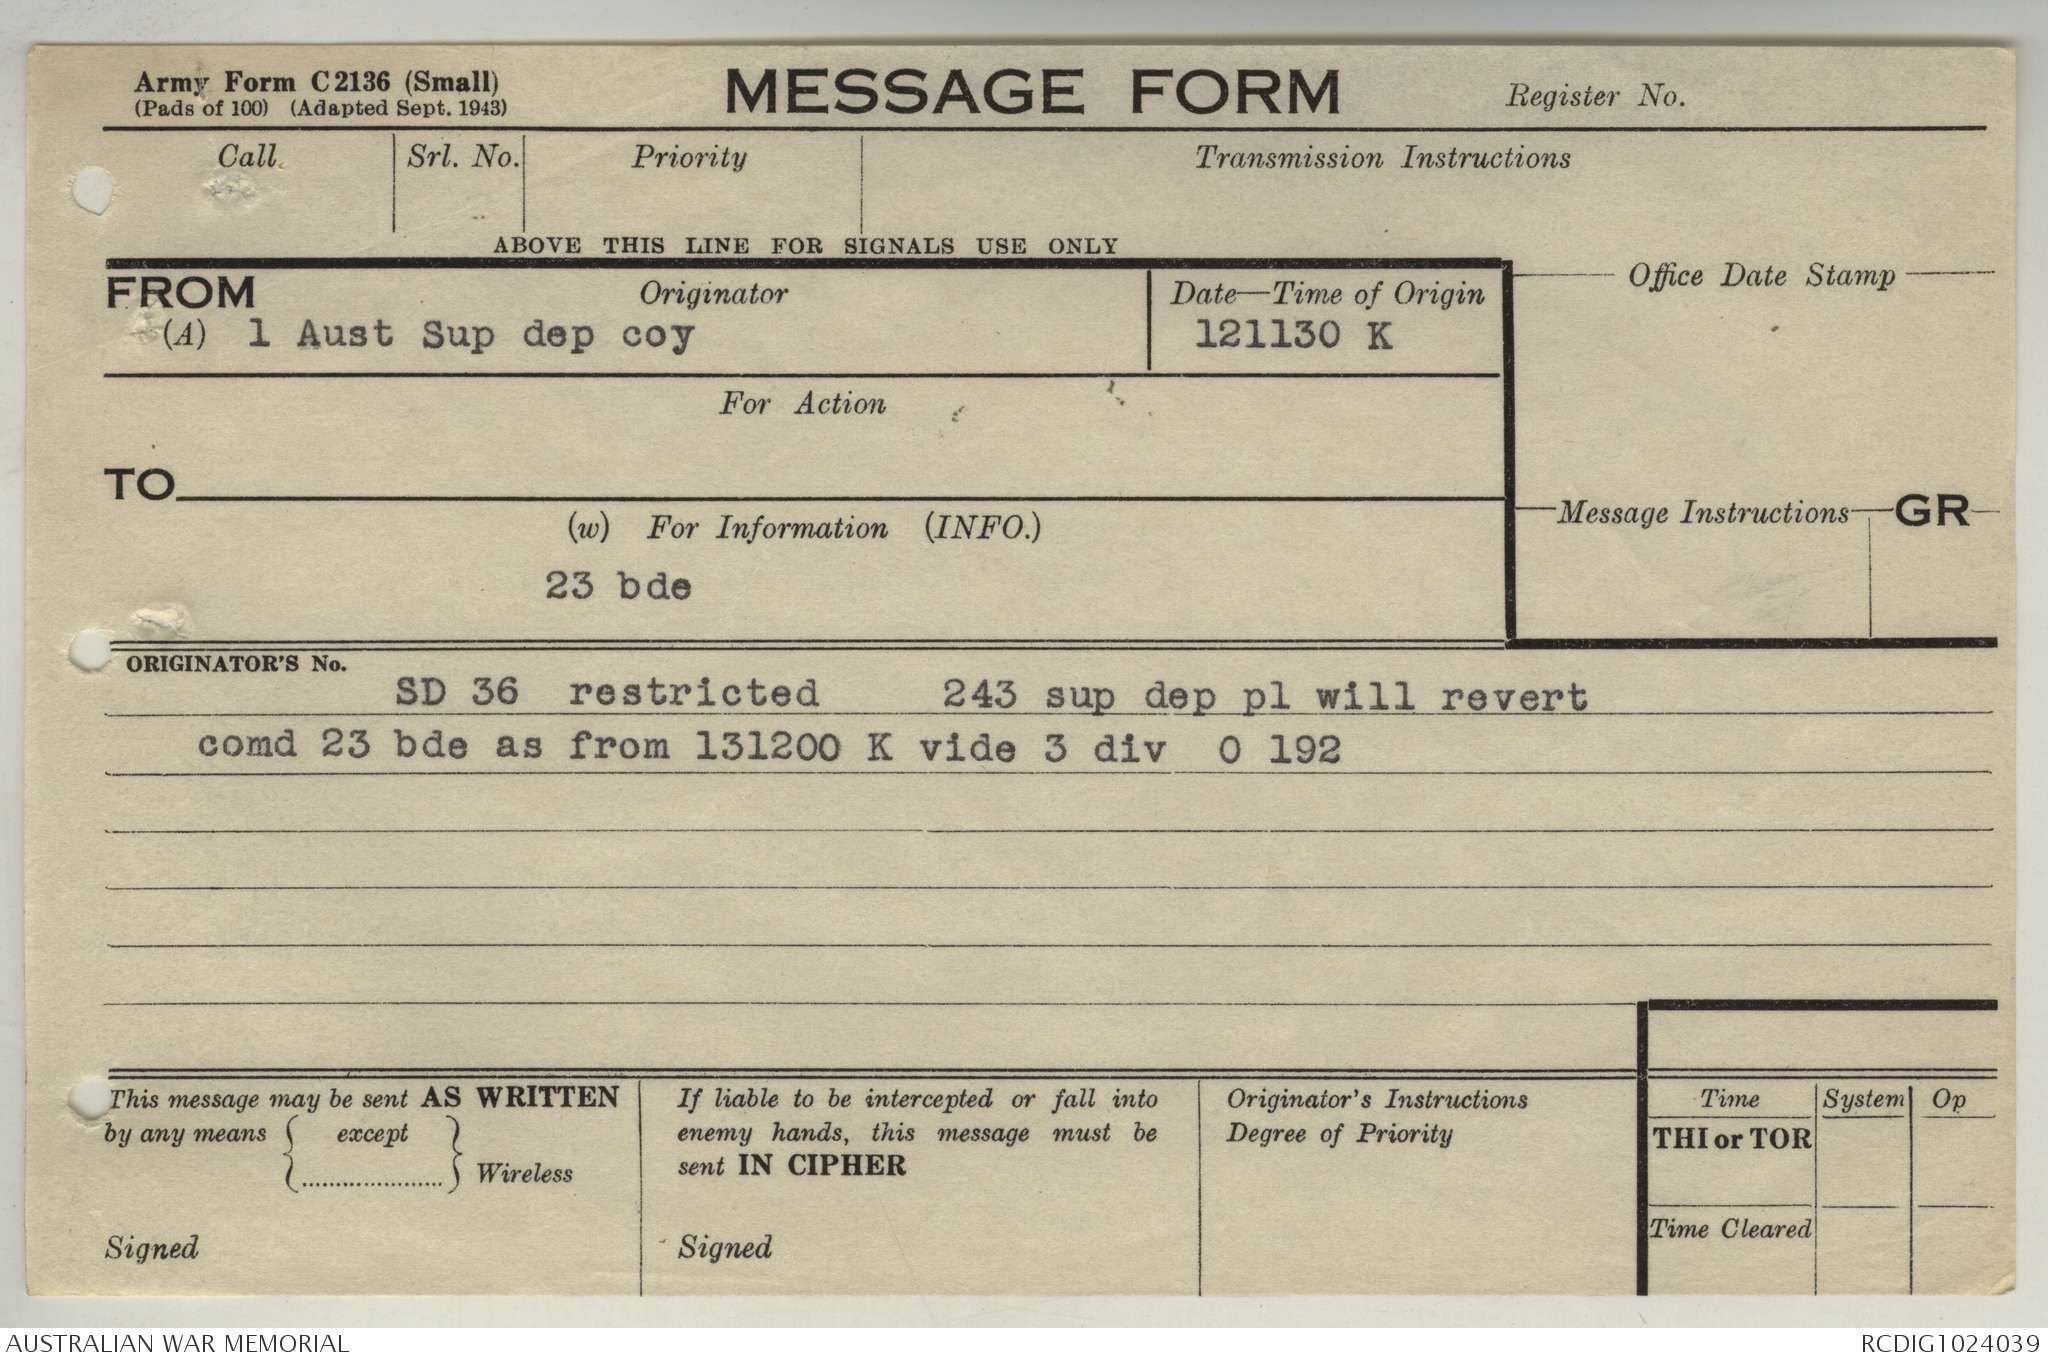 Army Form C2136 (Small)
(Pads of 100) (Adapted Sept. 1943)
MESSAGE FORM
Register No.
Call
Srl. No.
Priority
Transmission Instructions
ABOVE THIS LINE FOR SIGNALS USE ONLY
FROM
Originator
Date—Time of Origin
Office Date Stamp
(A) 1 Aust Sup dep coy
121130 K
For Action
TO
(w) For Information (INFO.)
Message Instructions
GR
23 bde
ORIGINATOR'S No.
SD 36 restricted 243 sup dep pl will revert
comd 23 bde as from 131200 K vide 3 div O 192
This message may be sent AS WRITTEN
by any means { except
..................... } Wireless
Signed
If liable to be intercepted or fall into
enemy hands, this message must be
sent IN CIPHER
Signed
Originator's Instructions
Degree of Priority
Time
System
Op
THI or TOR
Time Cleared
AUSTRALIAN WAR MEMORIAL
RCDIG1024039